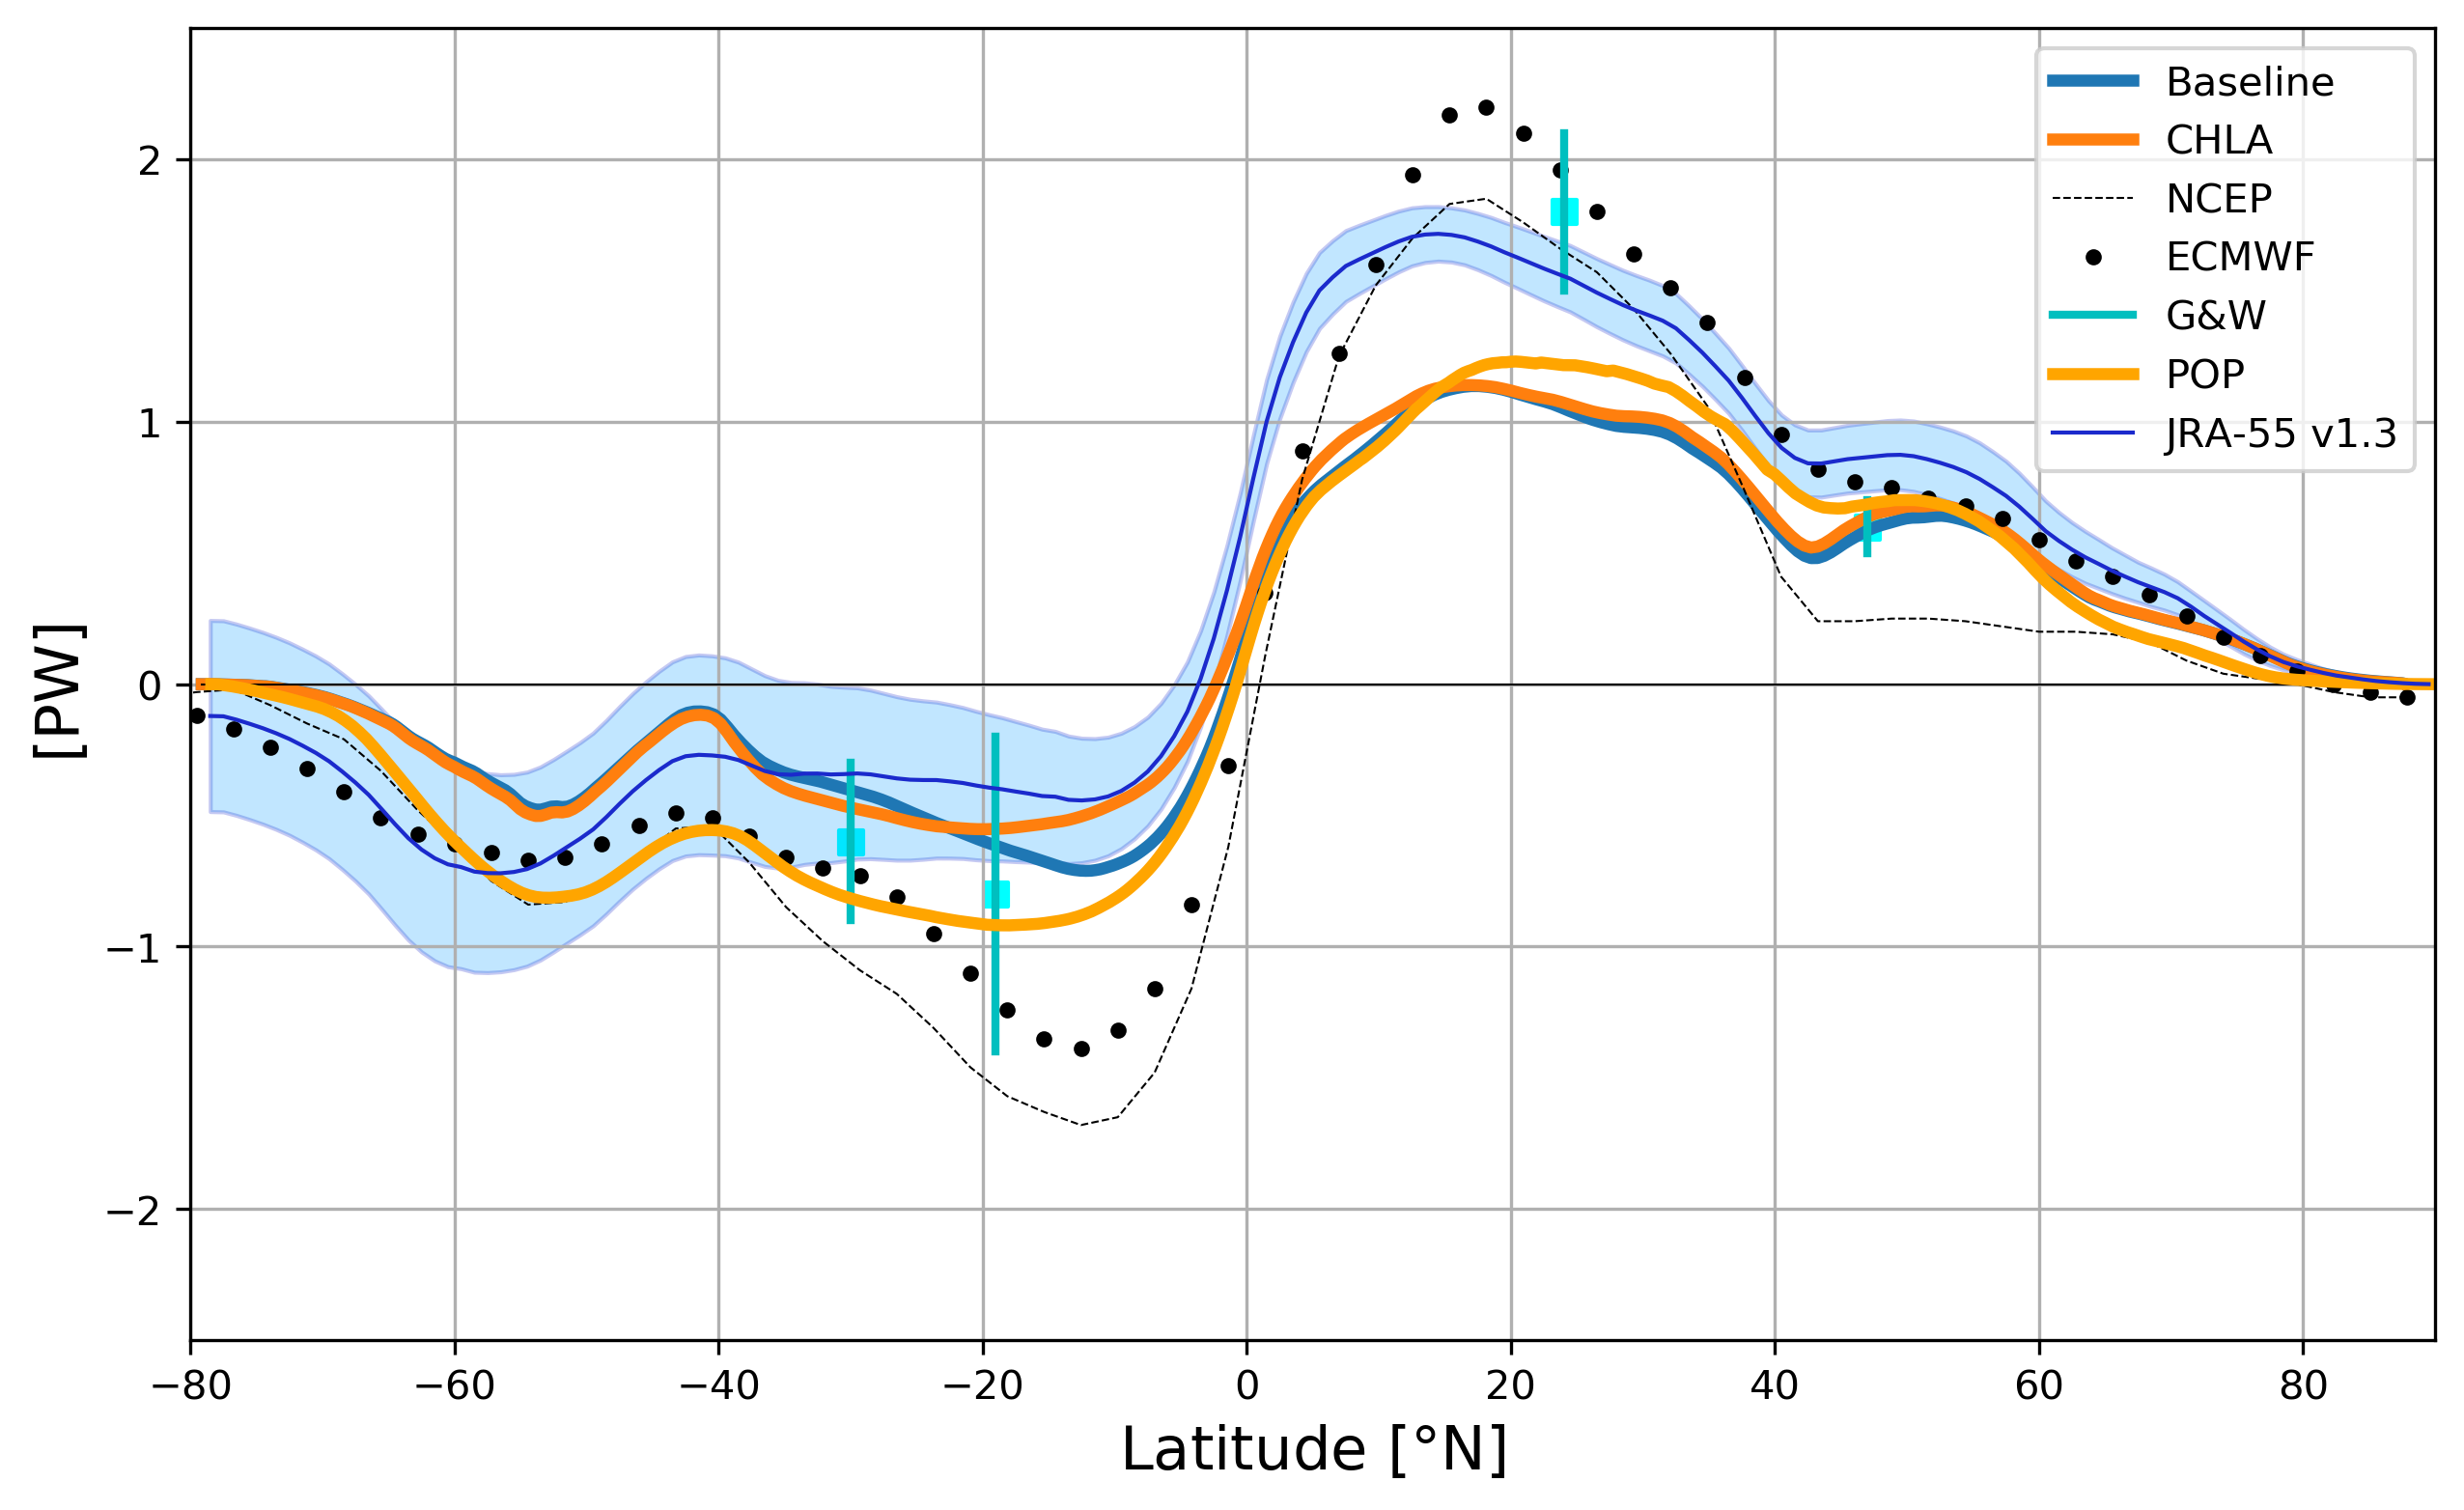 [PW]
2
1
0
−1
−2
−80
−60
−40
−20
0
20
40
60
80
Latitude [°N]
Baseline
CHLA
NCEP
ECMWF
G&W
POP
JRA-55 v1.3